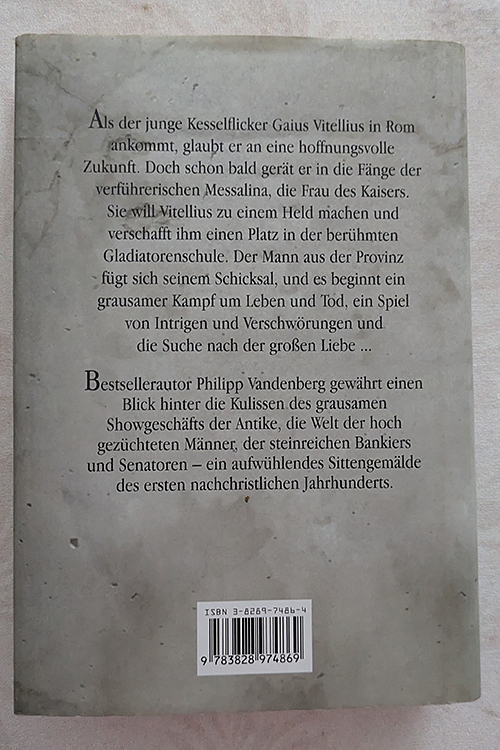 Als der junge Kesselflicker Gaius Vitellius in Rom
ankommt, glaubt er an eine hoffnungsvolle
Zukunft. Doch schon bald gerät er in die Fänge der
verführerischen Messalina, die Frau des Kaisers.
Sie will Vitellius zu einem Held machen und
verschafft ihm einen Platz in der berühmten
Gladiatorenschule. Der Mann aus der Provinz
fügt sich seinem Schicksal, und es beginnt ein
grausamer Kampf um Leben und Tod, ein Spiel
von Intrigen und Verschwörungen und
die Suche nach der großen Liebe ...
Bestsellerautor Philipp Vandenberg gewährt einen
Blick hinter die Kulissen des grausamen
Showgeschäfts der Antike, die Welt der hoch
gezüchteten Männer, der steinreichen Bankiers
und Senatoren – ein aufwühlendes Sittengemälde
des ersten nachchristlichen Jahrhunderts.
ISBN 3-8289-7486-4
9 783828 974869